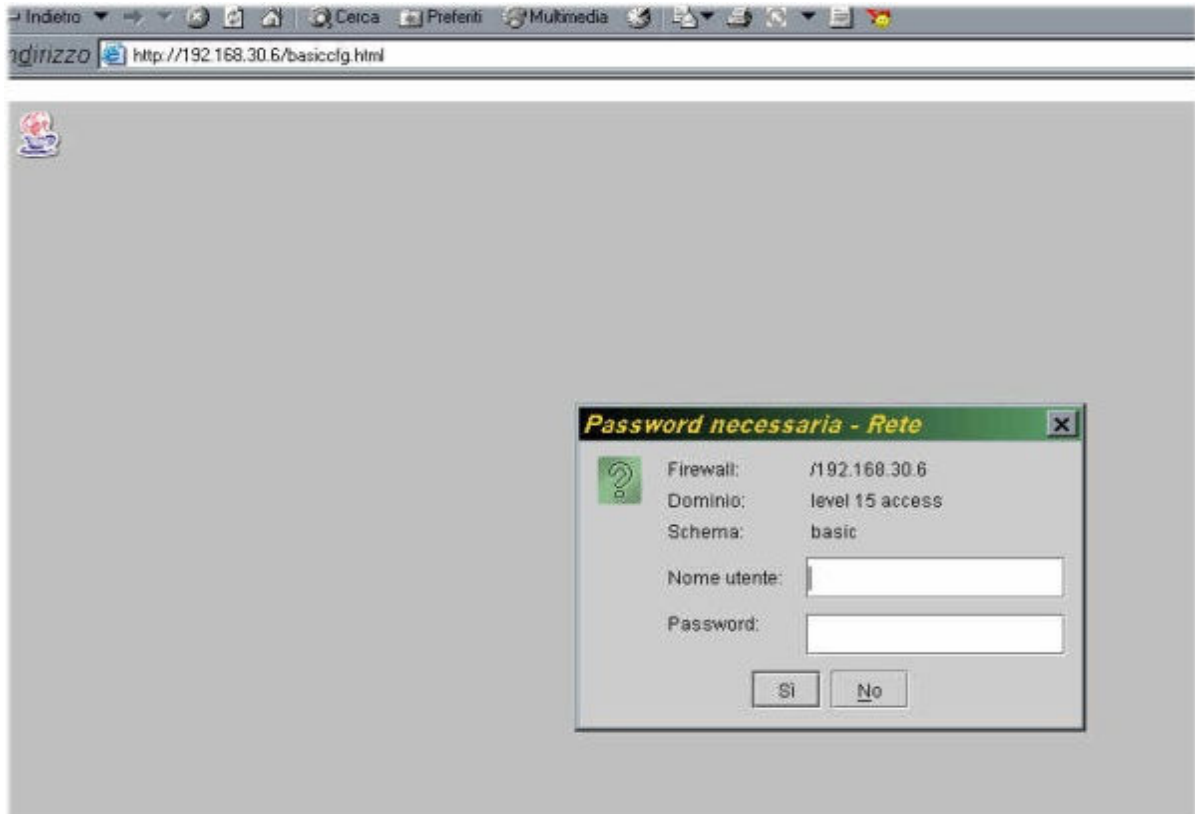 Indietro Cerca Preferiti Multimedia
ndirizzo http://192.168.30.6/basiccfg.html
Password necessaria - Rete
Firewall: /192.168.30.6
Dominio: level 15 access
Schema: basic
Nome utente:
Password:
Sì No